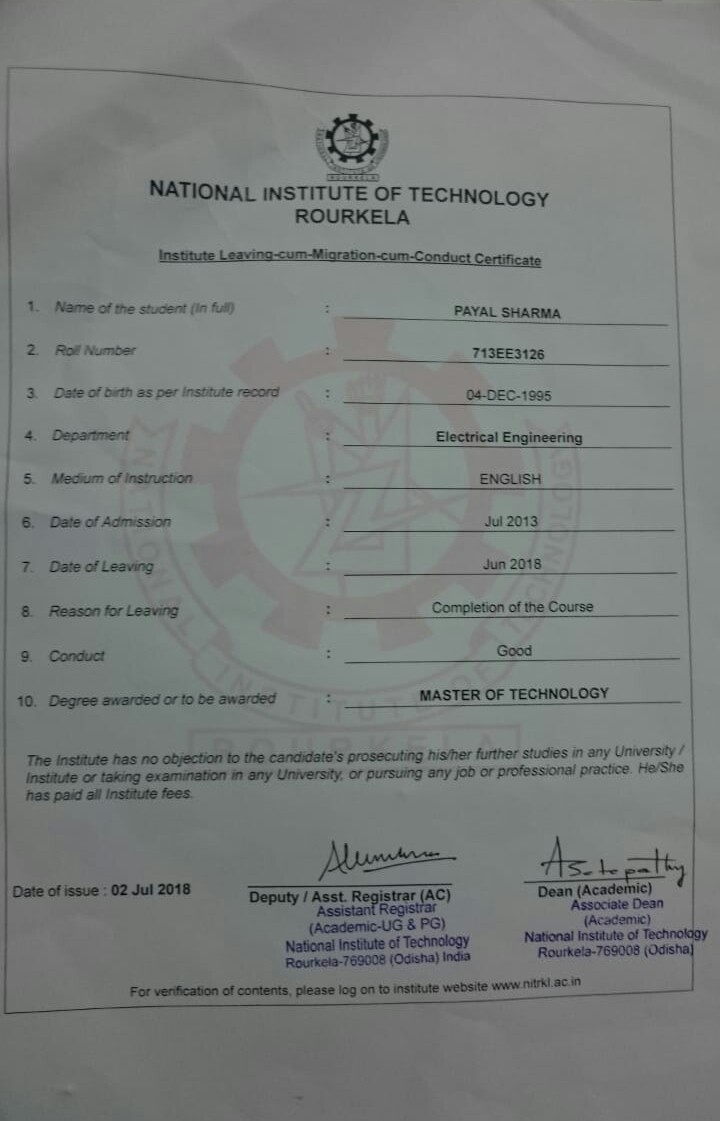 ROURKELA
NATIONAL INSTITUTE OF TECHNOLOGY
ROURKELA
Institute Leaving-cum-Migration-cum-Conduct Certificate
1. Name of the student (In full) : PAYAL SHARMA
2. Roll Number : 713EE3126
3. Date of birth as per Institute record : 04-DEC-1995
4. Department : Electrical Engineering
5. Medium of Instruction : ENGLISH
6. Date of Admission : Jul 2013
7. Date of Leaving : Jun 2018
8. Reason for Leaving : Completion of the Course
9. Conduct : Good
10. Degree awarded or to be awarded : MASTER OF TECHNOLOGY
NATIONAL INSTITUTE OF TECHNOLOGY
ROURKELA
The Institute has no objection to the candidate's prosecuting his/her further studies in any University /
Institute or taking examination in any University, or pursuing any job or professional practice. He/She
has paid all Institute fees.
Date of issue : 02 Jul 2018
Deputy / Asst. Registrar (AC)
Assistant Registrar
(Academic-UG & PG)
National Institute of Technology
Rourkela-769008 (Odisha) India
Asatopathy
Dean (Academic)
Associate Dean
(Academic)
National Institute of Technology
Rourkela-769008 (Odisha)
For verification of contents, please log on to institute website www.nitrkl.ac.in